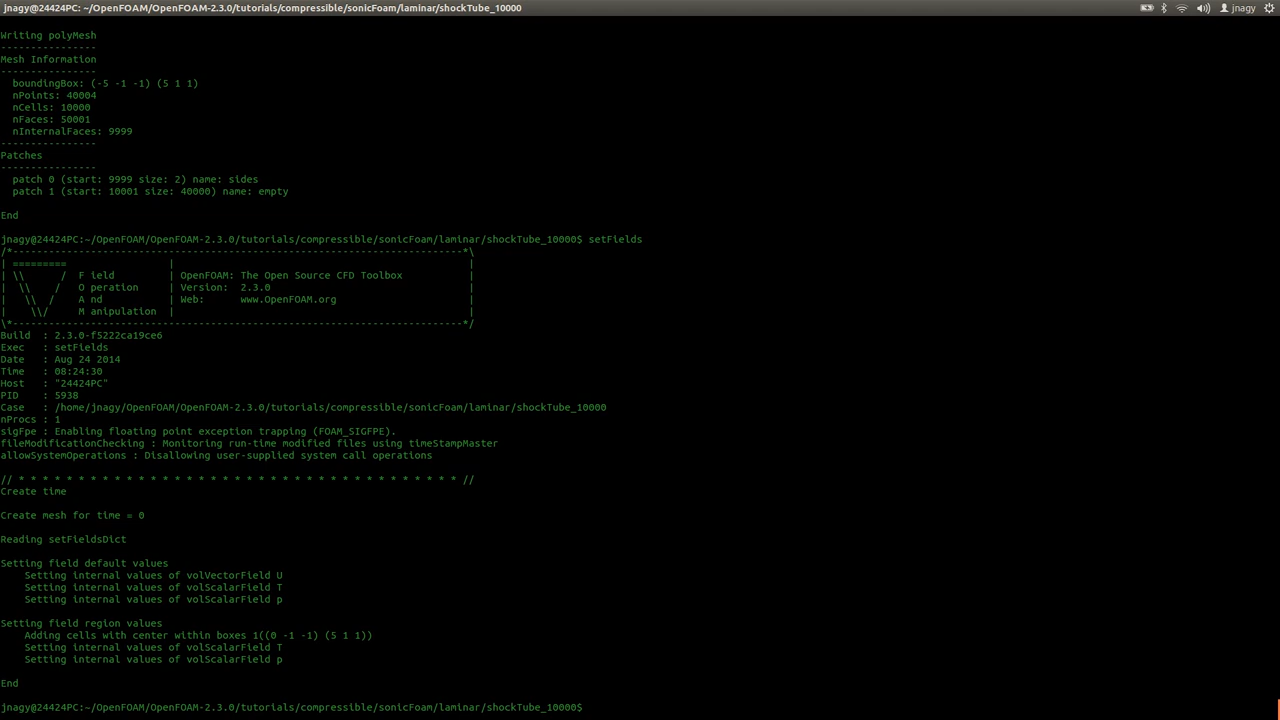 jnagy@24424PC: ~/OpenFOAM/OpenFOAM-2.3.0/tutorials/compressible/sonicFoam/laminar/shockTube_10000
jnagy
Writing polyMesh
----------------
Mesh Information
----------------
  boundingBox: (-5 -1 -1) (5 1 1)
  nPoints: 40004
  nCells: 10000
  nFaces: 50001
  nInternalFaces: 9999
----------------
Patches
----------------
  patch 0 (start: 9999 size: 2) name: sides
  patch 1 (start: 10001 size: 40000) name: empty
End
jnagy@24424PC:~/OpenFOAM/OpenFOAM-2.3.0/tutorials/compressible/sonicFoam/laminar/shockTube_10000$ setFields
/*---------------------------------------------------------------------------*\
| =========                 |                                                 |
| \\      /  F ield         | OpenFOAM: The Open Source CFD Toolbox           |
|  \\    /   O peration     | Version:  2.3.0                                 |
|   \\  /    A nd           | Web:      www.OpenFOAM.org                      |
|    \\/     M anipulation  |                                                 |
\*---------------------------------------------------------------------------*/
Build  : 2.3.0-f5222ca19ce6
Exec   : setFields
Date   : Aug 24 2014
Time   : 08:24:30
Host   : "24424PC"
PID    : 5938
Case   : /home/jnagy/OpenFOAM/OpenFOAM-2.3.0/tutorials/compressible/sonicFoam/laminar/shockTube_10000
nProcs : 1
sigFpe : Enabling floating point exception trapping (FOAM_SIGFPE).
fileModificationChecking : Monitoring run-time modified files using timeStampMaster
allowSystemOperations : Disallowing user-supplied system call operations
// * * * * * * * * * * * * * * * * * * * * * * * * * * * * * * * * * * * * * //
Create time
Create mesh for time = 0
Reading setFieldsDict
Setting field default values
    Setting internal values of volVectorField U
    Setting internal values of volScalarField T
    Setting internal values of volScalarField p
Setting field region values
    Adding cells with center within boxes 1((0 -1 -1) (5 1 1))
    Setting internal values of volScalarField T
    Setting internal values of volScalarField p
End
jnagy@24424PC:~/OpenFOAM/OpenFOAM-2.3.0/tutorials/compressible/sonicFoam/laminar/shockTube_10000$